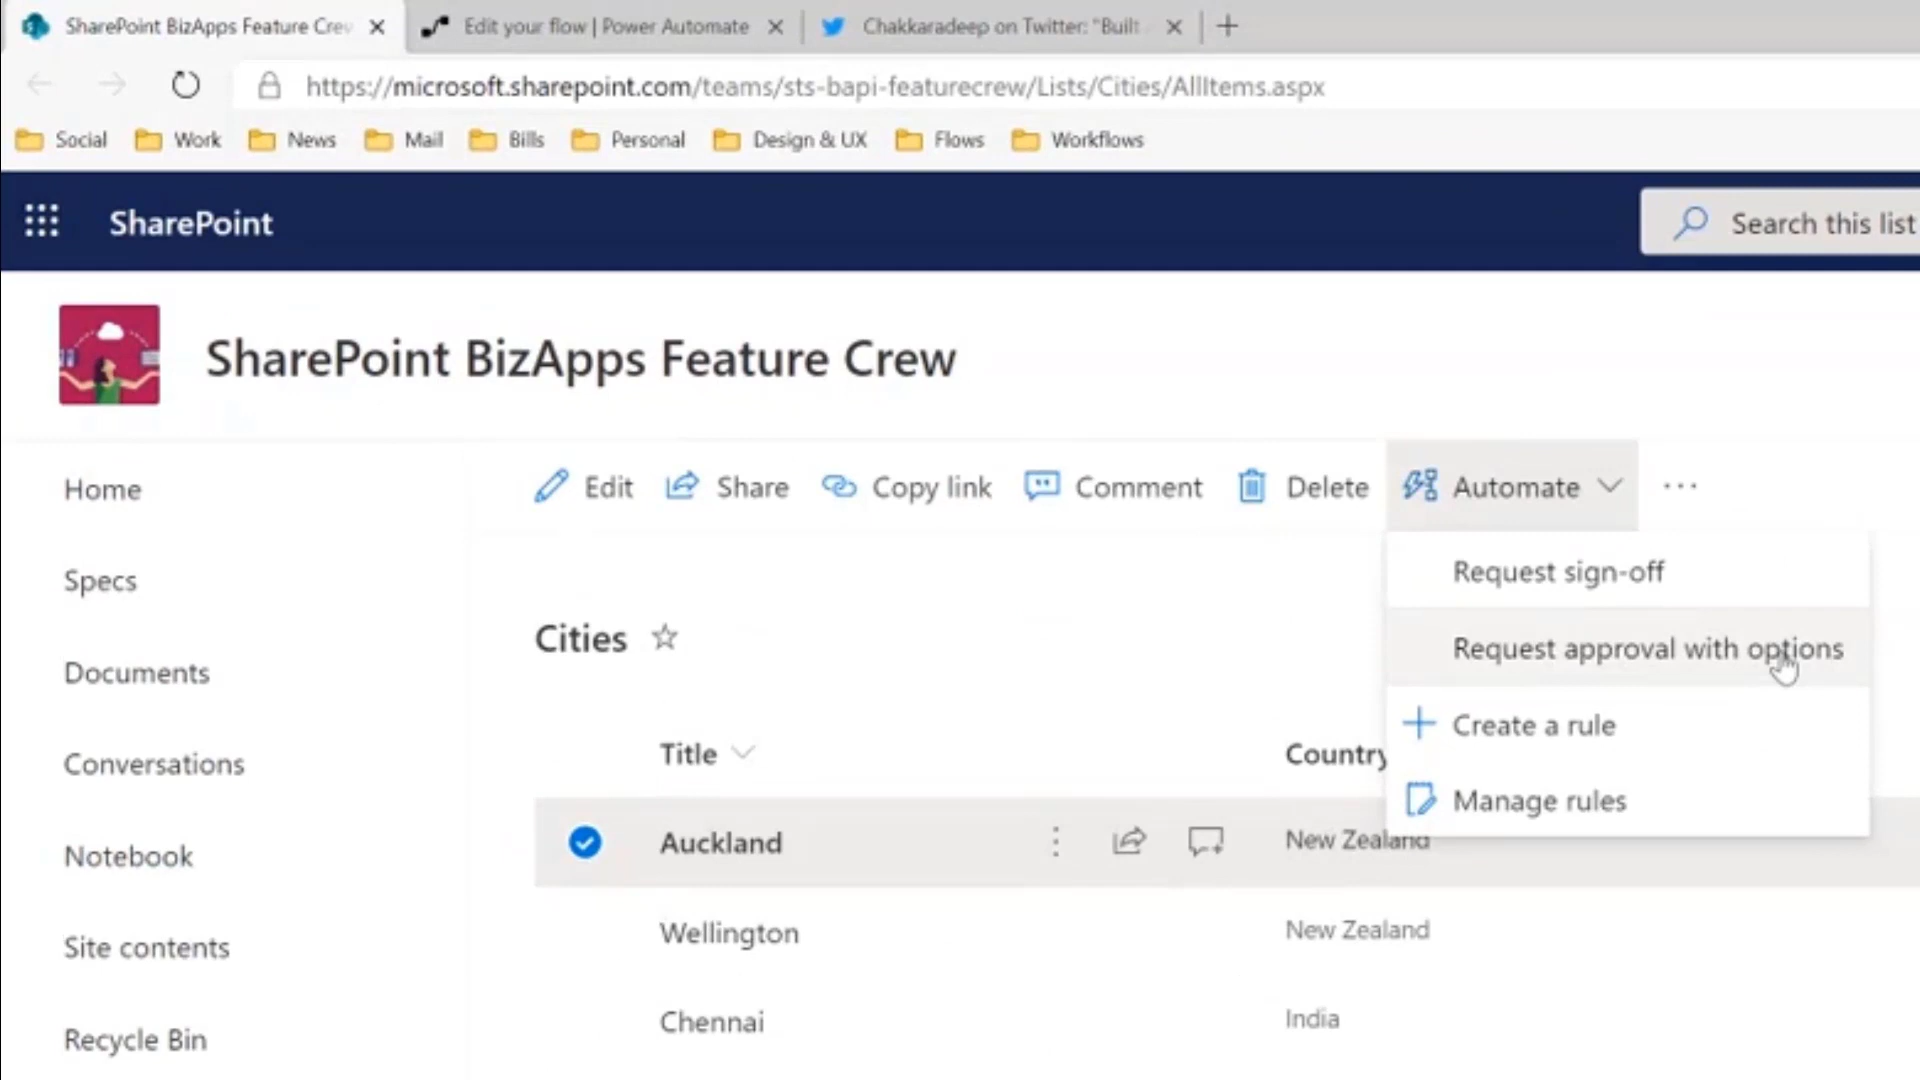 SharePoint BizApps Feature Crew
Edit your flow | Power Automate
Chakkaradeep on Twitter: "Built
https://microsoft.sharepoint.com/teams/sts-bapi-featurecrew/Lists/Cities/AllItems.aspx
Social Work News Mail Bills Personal Design & UX Flows Workflows
SharePoint
Search this list
SharePoint BizApps Feature Crew
Home
Specs
Documents
Conversations
Notebook
Site contents
Recycle Bin
Edit Share Copy link Comment Delete Automate
Request sign-off
Request approval with options
Create a rule
Manage rules
Cities
Title Country
Auckland New Zealand
Wellington New Zealand
Chennai India